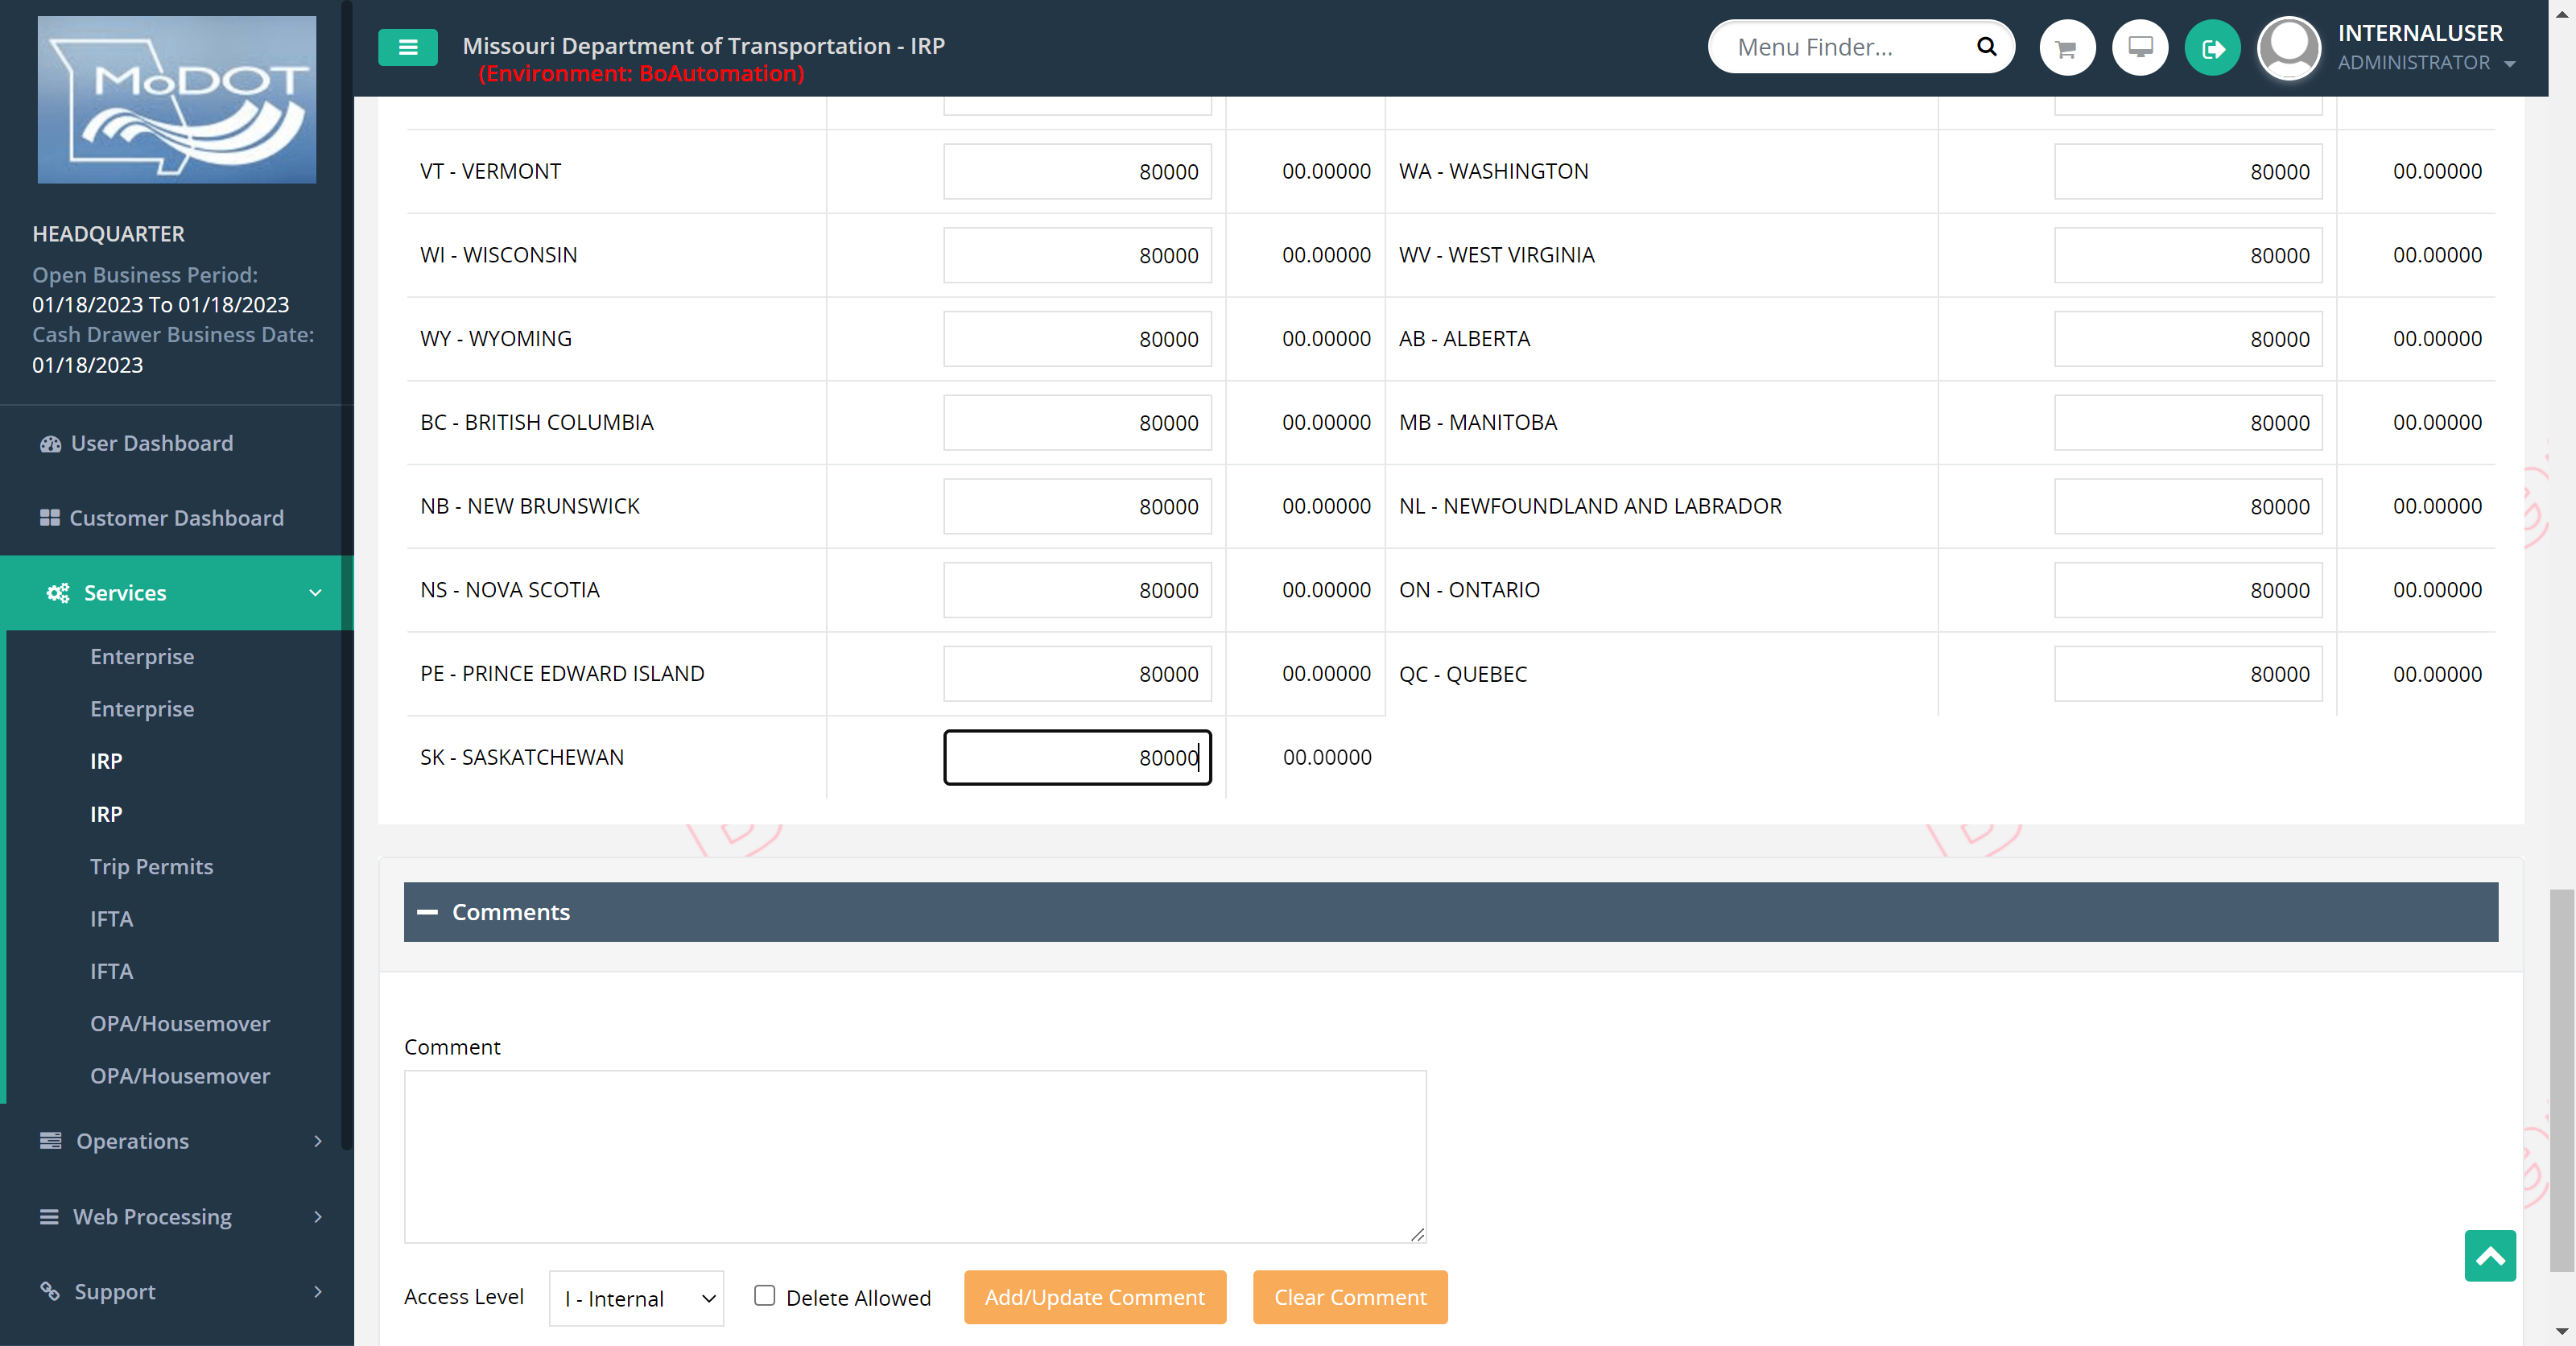 MoDOT
HEADQUARTER
Open Business Period:
01/18/2023 To 01/18/2023
Cash Drawer Business Date:
01/18/2023
User Dashboard
Customer Dashboard
Services
Enterprise
Enterprise
IRP
IRP
Trip Permits
IFTA
IFTA
OPA/Housemover
OPA/Housemover
Operations
Web Processing
Support
Missouri Department of Transportation - IRP
(Environment: BoAutomation)
Menu Finder...
INTERNALUSER
ADMINISTRATOR
VT - VERMONT 80000 00.00000 WA - WASHINGTON 80000 00.00000
WI - WISCONSIN 80000 00.00000 WV - WEST VIRGINIA 80000 00.00000
WY - WYOMING 80000 00.00000 AB - ALBERTA 80000 00.00000
BC - BRITISH COLUMBIA 80000 00.00000 MB - MANITOBA 80000 00.00000
NB - NEW BRUNSWICK 80000 00.00000 NL - NEWFOUNDLAND AND LABRADOR 80000 00.00000
NS - NOVA SCOTIA 80000 00.00000 ON - ONTARIO 80000 00.00000
PE - PRINCE EDWARD ISLAND 80000 00.00000 QC - QUEBEC 80000 00.00000
SK - SASKATCHEWAN 80000 00.00000
Comments
Comment
Access Level I - Internal Delete Allowed Add/Update Comment Clear Comment